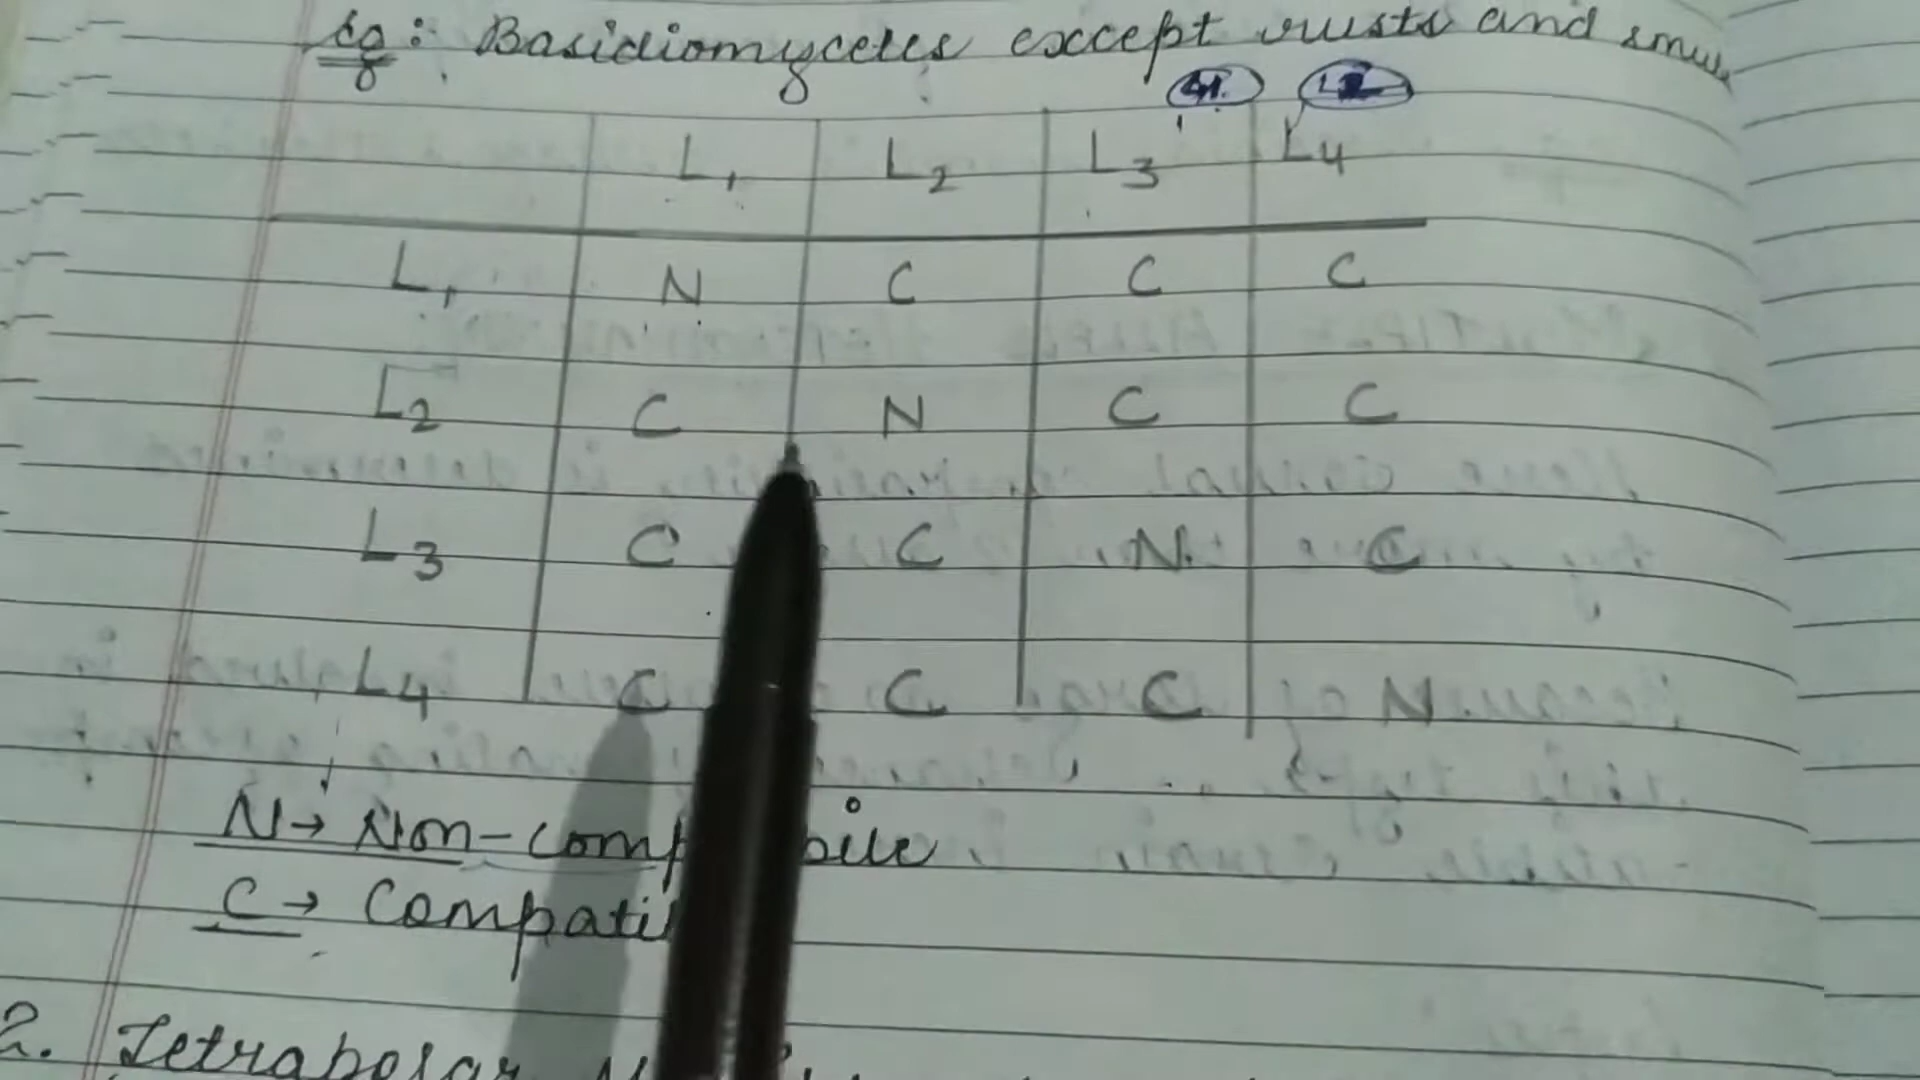 Eg: Basidiomycetes except rusts and smu
L1 L2 L3 L4
L1 N C C C
L2 C N C C
L3 C C N C
L4 C C C N
N→ Non-comp bile
C→ Compati
2. Tetrapolar